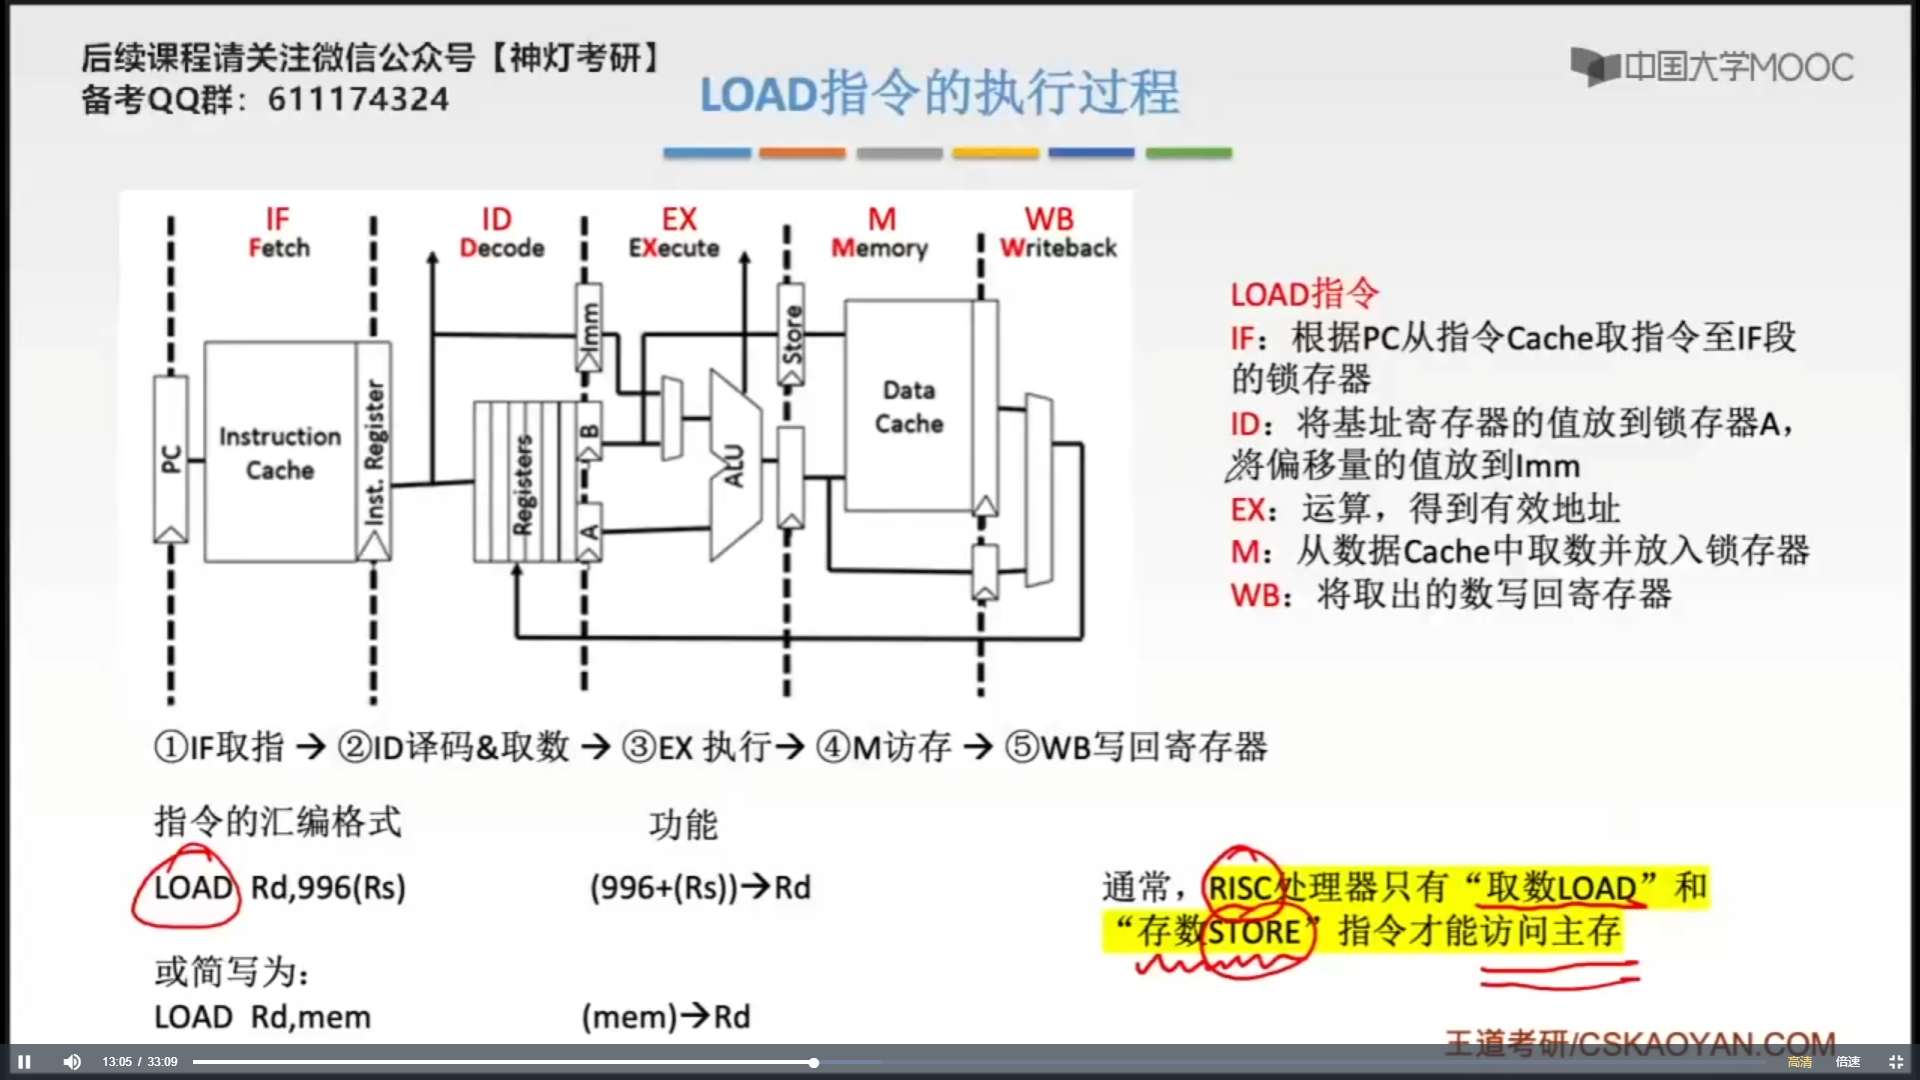 后续课程请关注微信公众号【神灯考研】
备考QQ群：611174324
LOAD指令的执行过程
中国大学MOOC
IF
Fetch
ID
Decode
EX
EXecute
M
Memory
WB
Writeback
PC
Instruction
Cache
Inst. Register
Registers
Imm
B
A
ALU
Store
Data
Cache
LOAD指令
IF：根据PC从指令Cache取指令至IF段
的锁存器
ID：将基址寄存器的值放到锁存器A，
将偏移量的值放到Imm
EX：运算，得到有效地址
M：从数据Cache中取数并放入锁存器
WB：将取出的数写回寄存器
①IF取指 → ②ID译码&取数 → ③EX 执行→ ④M访存 → ⑤WB写回寄存器
指令的汇编格式 功能
LOAD Rd,996(Rs) (996+(Rs))→Rd
或简写为：
LOAD Rd,mem (mem)→Rd
通常，RISC处理器只有“取数LOAD”和
“存数STORE”指令才能访问主存
王道考研/CSKAOYAN.COM
13:05 / 33:09
高清 倍速